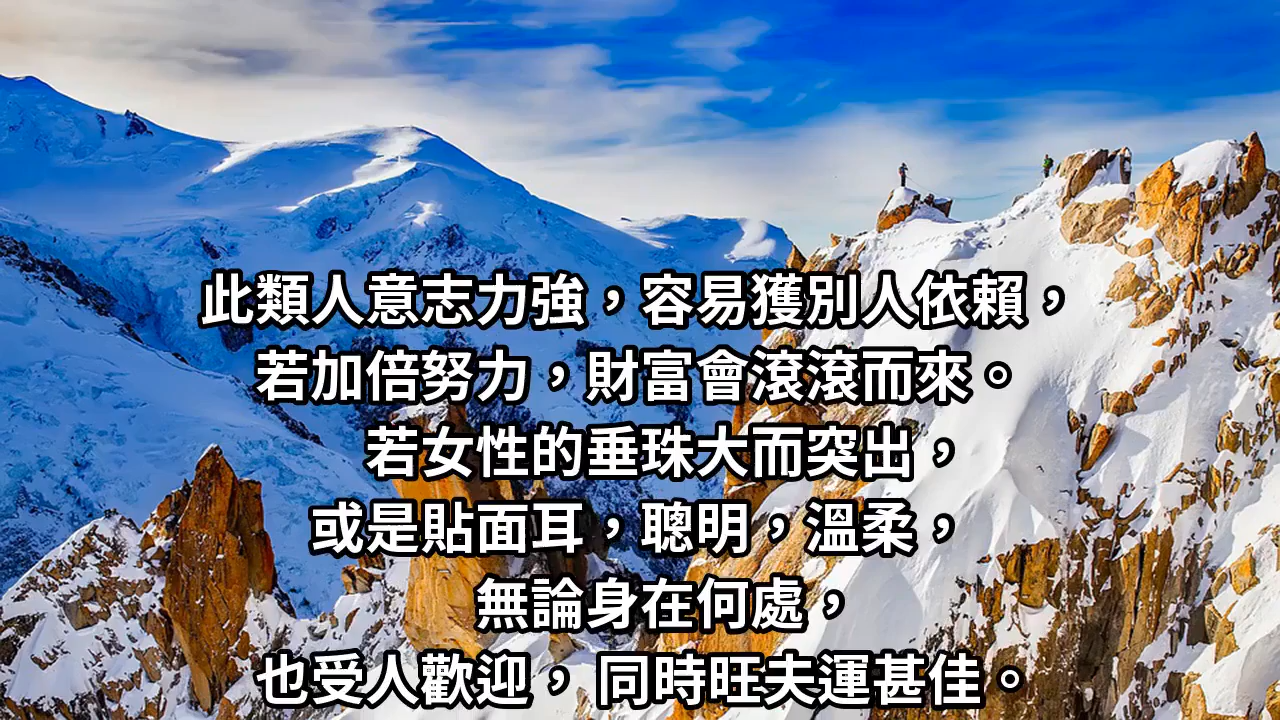 此類人意志力強，容易獲別人依賴，
若加倍努力，財富會滾滾而來。
若女性的垂珠大而突出，
或是貼面耳，聰明，溫柔，
無論身在何處，
也受人歡迎， 同時旺夫運甚佳。